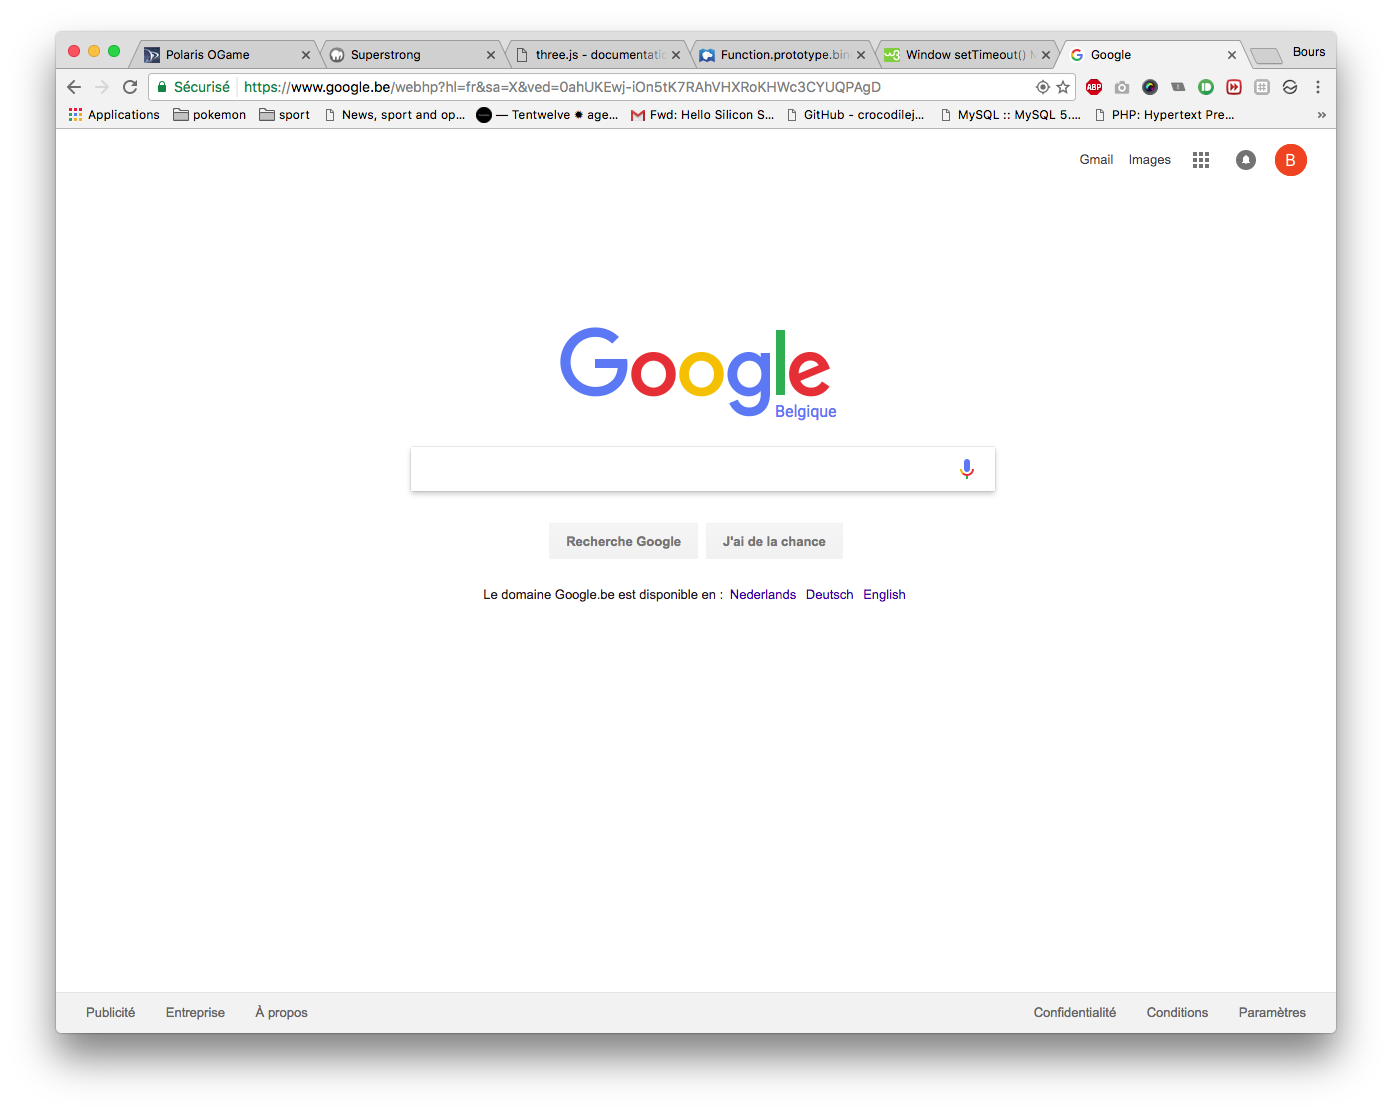 Polaris OGame
Superstrong
three.js - documentatic
Function.prototype.bin
Window setTimeout() M
Google
Bours
Sécurisé
https://www.google.be/webhp?hl=fr&sa=X&ved=0ahUKEwj-iOn5tK7RAhVHXRoKHWc3CYUQPAgD
ABP
Applications
pokemon
sport
News, sport and op...
— Tentwelve ✹ age...
Fwd: Hello Silicon S...
GitHub - crocodilej...
MySQL :: MySQL 5....
PHP: Hypertext Pre...
»
Gmail
Images
B
Google
Belgique
Recherche Google
J'ai de la chance
Le domaine Google.be est disponible en : Nederlands Deutsch English
Publicité
Entreprise
À propos
Confidentialité
Conditions
Paramètres